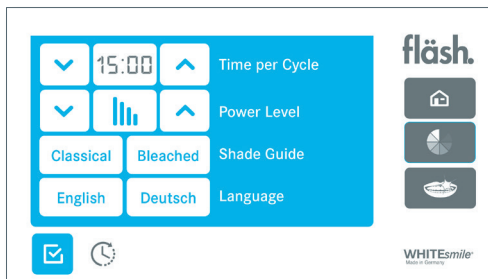 fläsh.
15:00 Time per Cycle
Power Level
Classical Bleached Shade Guide
English Deutsch Language
WHITEsmile®
Made in Germany